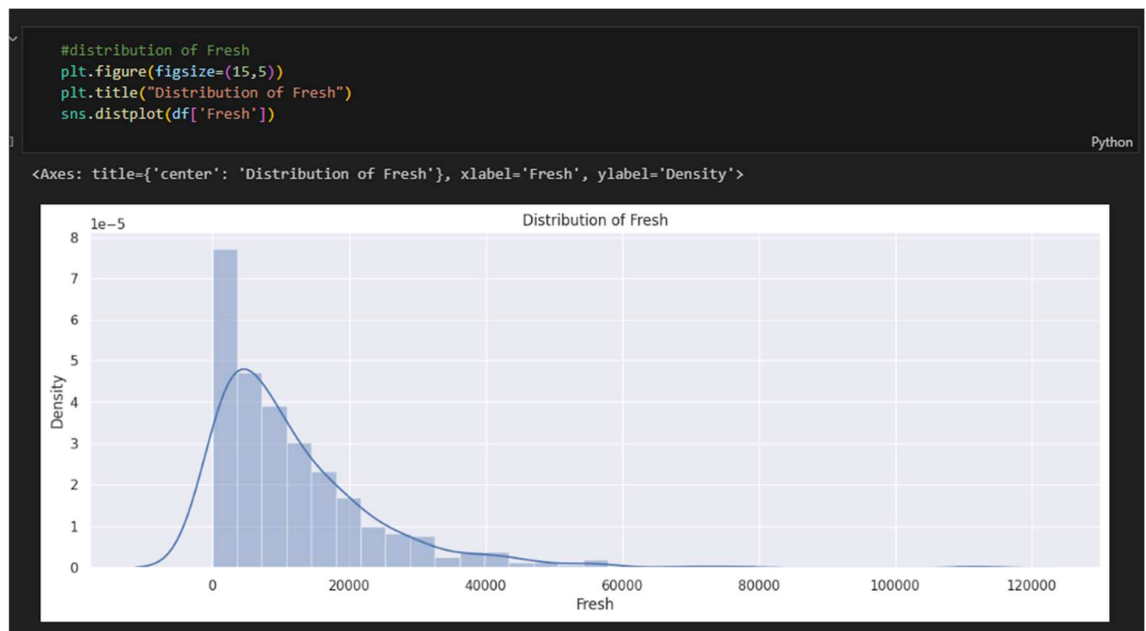 #distribution of Fresh
plt.figure(figsize=(15,5))
plt.title("Distribution of Fresh")
sns.distplot(df['Fresh'])
Python
<Axes: title={'center': 'Distribution of Fresh'}, xlabel='Fresh', ylabel='Density'>
Distribution of Fresh
1e−5
8
7
6
5
4
3
2
1
0
Density
0 20000 40000 60000 80000 100000 120000
Fresh